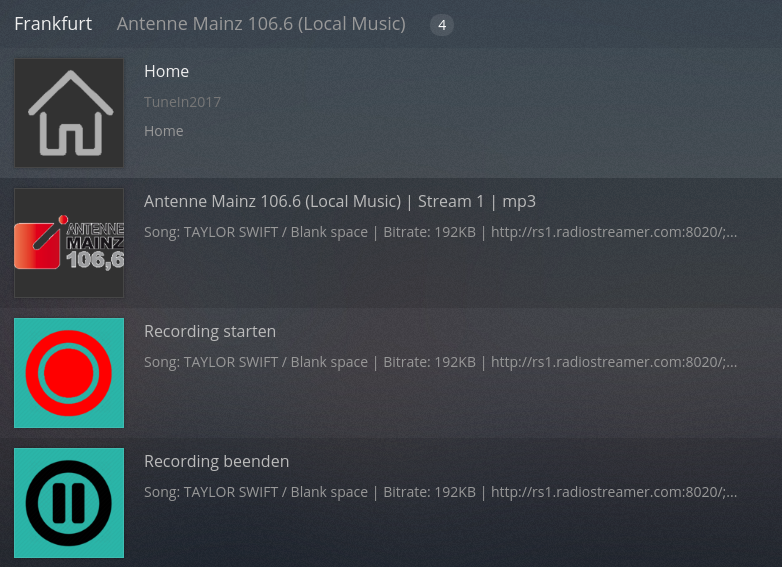 Frankfurt Antenne Mainz 106.6 (Local Music) 4
Home
TuneIn2017
Home
Antenne Mainz 106.6 (Local Music) | Stream 1 | mp3
Song: TAYLOR SWIFT / Blank space | Bitrate: 192KB | http://rs1.radiostreamer.com:8020/;...
ANTENNE
MAINZ
106,6
Recording starten
Song: TAYLOR SWIFT / Blank space | Bitrate: 192KB | http://rs1.radiostreamer.com:8020/;...
Recording beenden
Song: TAYLOR SWIFT / Blank space | Bitrate: 192KB | http://rs1.radiostreamer.com:8020/;...